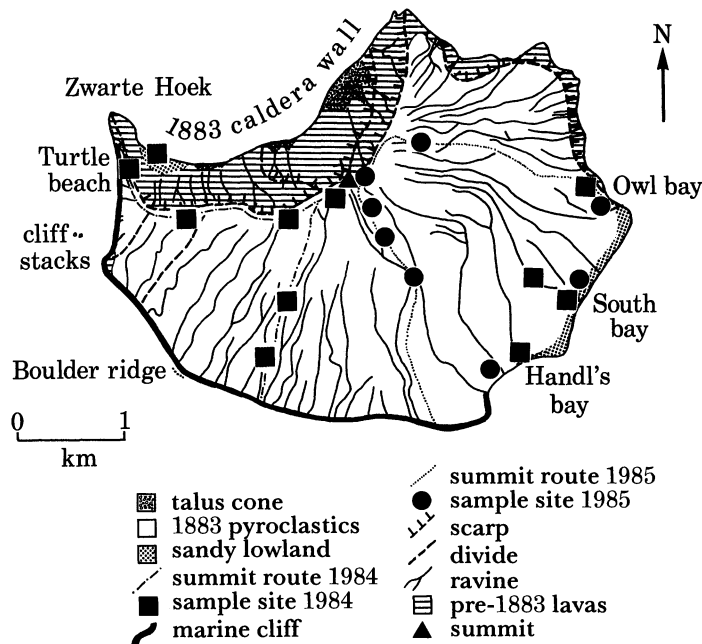 N
Zwarte Hoek
1883 caldera wall
Turtle
beach
Owl bay
cliff
stacks
South
bay
Boulder ridge
Handl's
bay
0 1
km
talus cone
1883 pyroclastics
sandy lowland
summit route 1984
sample site 1984
marine cliff
summit route 1985
sample site 1985
scarp
divide
ravine
pre-1883 lavas
summit